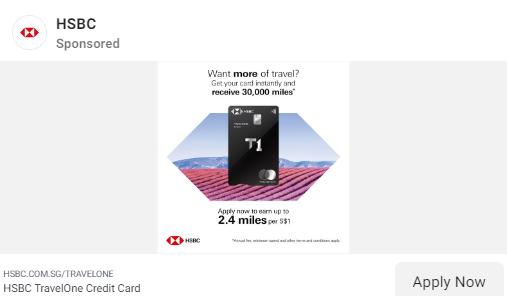 HSBC
Sponsored
Want more of travel?
Get your card instantly and
receive 30,000 miles*
HSBC
T1
Apply now to earn up to
2.4 miles per S$1
HSBC
*Annual fee, minimum spend and other terms and conditions apply.
HSBC.COM.SG/TRAVELONE
HSBC TravelOne Credit Card
Apply Now